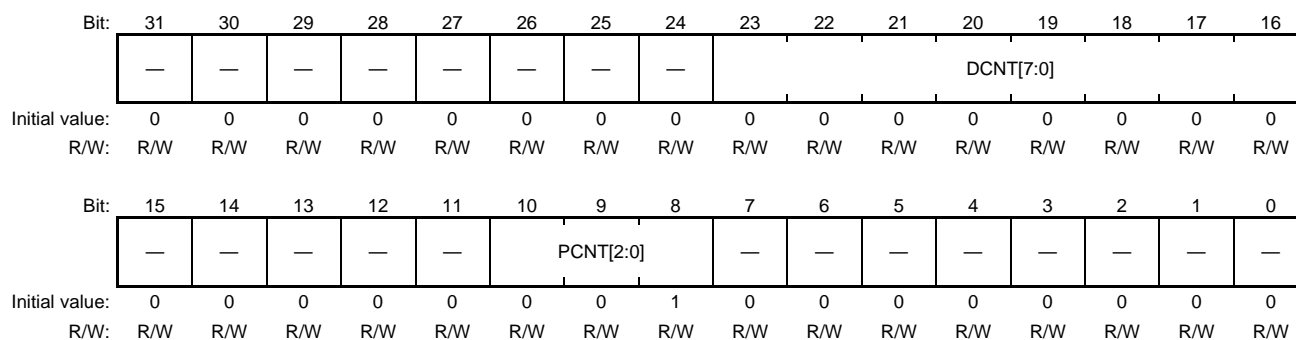 Bit: 31 30 29 28 27 26 25 24 23 22 21 20 19 18 17 16
— — — — — — — — DCNT[7:0]
Initial value: 0 0 0 0 0 0 0 0 0 0 0 0 0 0 0 0
R/W: R/W R/W R/W R/W R/W R/W R/W R/W R/W R/W R/W R/W R/W R/W R/W R/W
Bit: 15 14 13 12 11 10 9 8 7 6 5 4 3 2 1 0
— — — — — PCNT[2:0] — — — — — — — —
Initial value: 0 0 0 0 0 0 0 1 0 0 0 0 0 0 0 0
R/W: R/W R/W R/W R/W R/W R/W R/W R/W R/W R/W R/W R/W R/W R/W R/W R/W